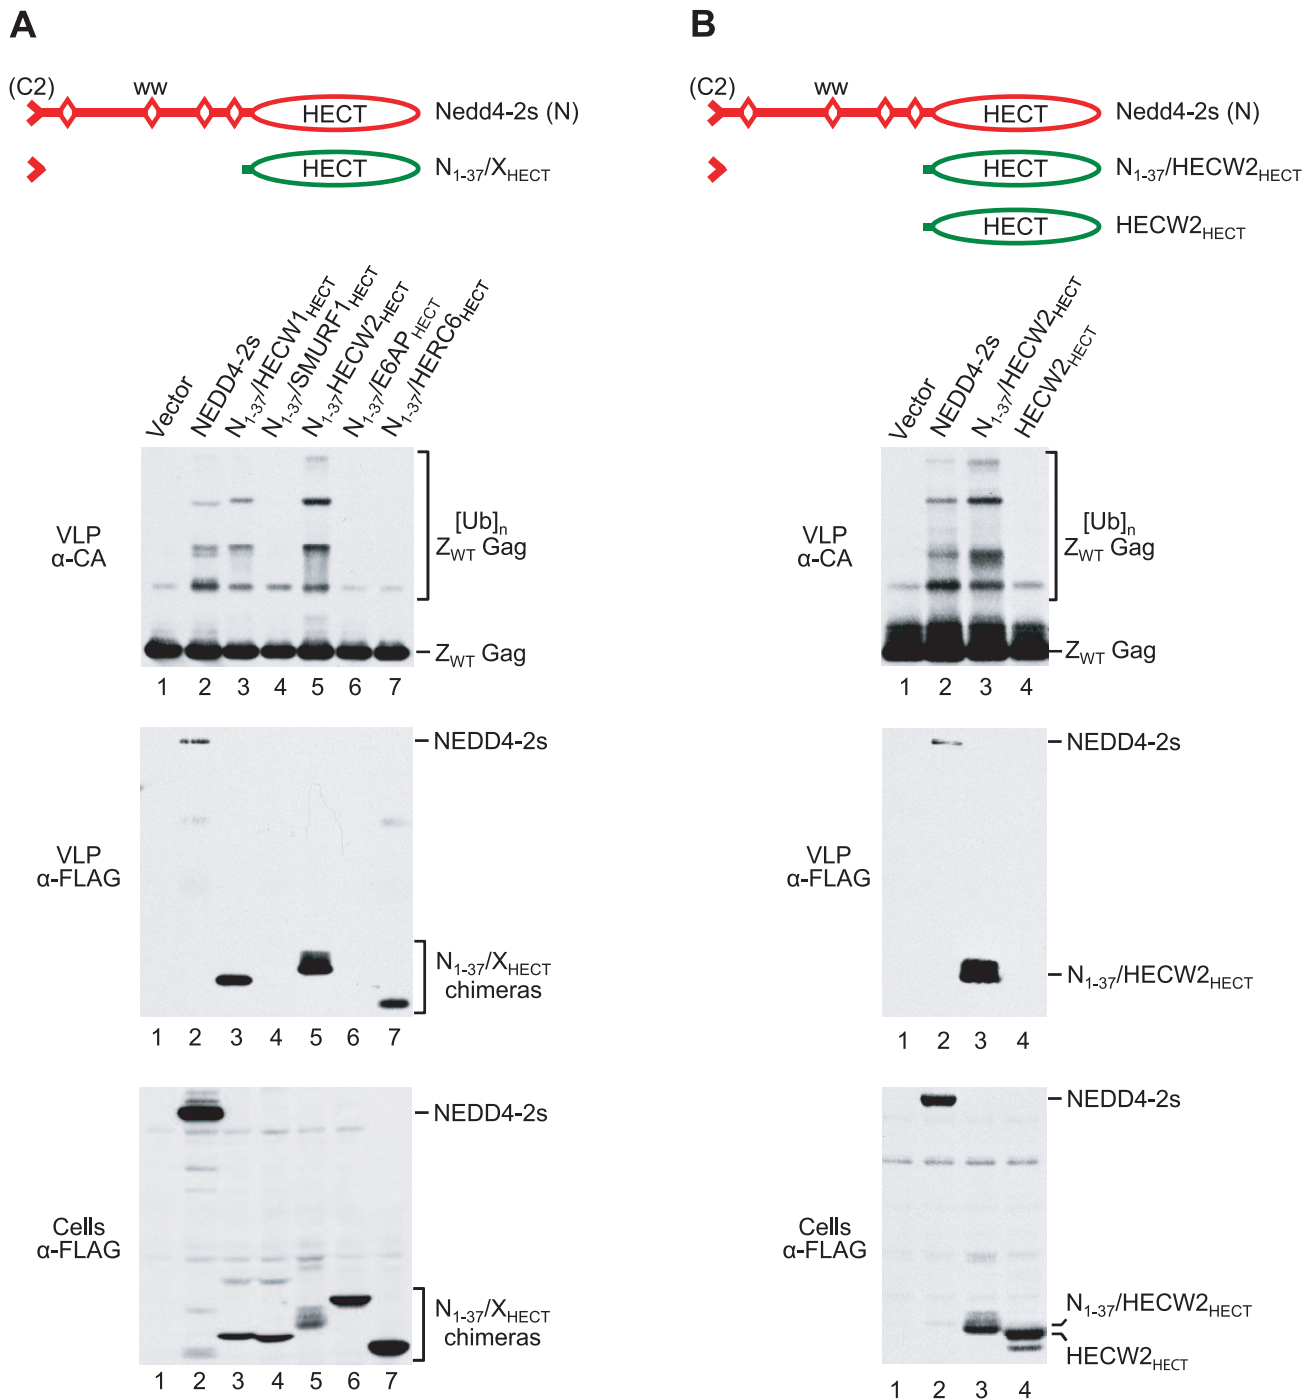 A
(C2)
WW
HECT
Nedd4-2s (N)
HECT
N1-37/XHECT
Vector
NEDD4-2s
N1-37/HECW1HECT
N1-37/SMURF1HECT
N1-37HECW2HECT
N1-37/E6APHECT
N1-37/HERC6HECT
VLP
α-CA
[Ub]n
ZWT Gag
ZWT Gag
1 2 3 4 5 6 7
VLP
α-FLAG
NEDD4-2s
N1-37/XHECT
chimeras
1 2 3 4 5 6 7
Cells
α-FLAG
NEDD4-2s
N1-37/XHECT
chimeras
1 2 3 4 5 6 7
B
(C2)
WW
HECT
Nedd4-2s (N)
HECT
N1-37/HECW2HECT
HECT
HECW2HECT
Vector
NEDD4-2s
N1-37/HECW2HECT
HECW2HECT
VLP
α-CA
[Ub]n
ZWT Gag
ZWT Gag
1 2 3 4
VLP
α-FLAG
NEDD4-2s
N1-37/HECW2HECT
1 2 3 4
Cells
α-FLAG
NEDD4-2s
N1-37/HECW2HECT
HECW2HECT
1 2 3 4